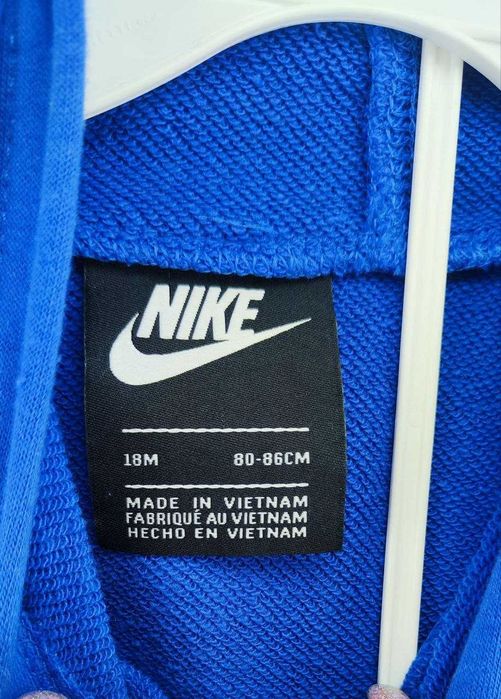 NIKE
18M 80-86CM
MADE IN VIETNAM
FABRIQUÉ AU VIETNAM
HECHO EN VIETNAM